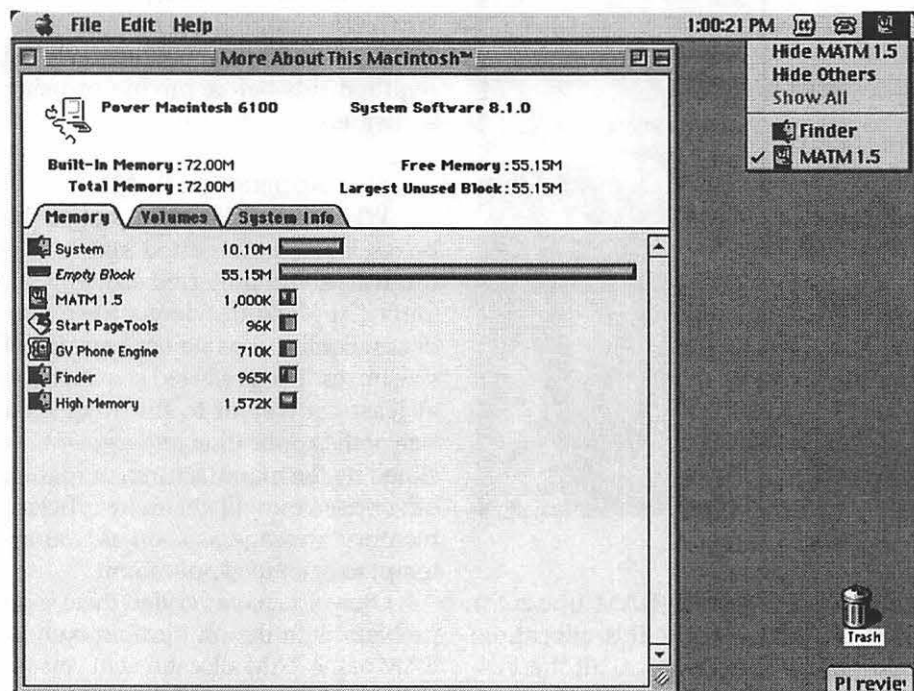 File Edit Help 1:00:21 PM
More About This Macintosh™
Hide MATM 1.5
Hide Others
Show All
Finder
✓ MATM 1.5
Power Macintosh 6100 System Software 8.1.0
Built-In Memory : 72.00M Free Memory : 55.15M
Total Memory : 72.00M Largest Unused Block : 55.15M
Memory Volumes System Info
System 10.10M
Empty Block 55.15M
MATM 1.5 1,000K
Start PageTools 96K
GV Phone Engine 710K
Finder 965K
High Memory 1,572K
Trash
PI review